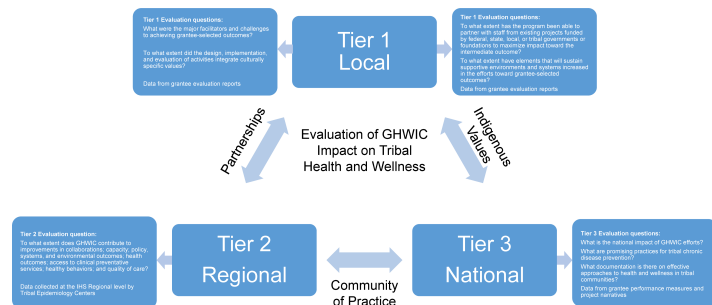 Tier 1 Evaluation questions:
What were the major facilitators and challenges
to achieving grantee-selected outcomes?
To what extent did the design, implementation,
and evaluation of activities integrate culturally
specific values?
Data from grantee evaluation reports
Tier 1
Local
Tier 1 Evaluation questions:
To what extent has the program been able to
partner with staff from existing projects funded
by federal, state, local, or tribal governments or
foundations to maximize impact toward the
intermediate outcome?
To what extent have elements that will sustain
supportive environments and systems increased
in the efforts toward grantee-selected
outcomes?
Data from grantee evaluation reports
Partnerships
Evaluation of GHWIC
Impact on Tribal
Health and Wellness
Indigenous
Values
Tier 2 Evaluation question:
To what extent does GHWIC contribute to
improvements in collaborations; capacity; policy,
systems, and environmental outcomes; health
outcomes; access to clinical preventative
services; healthy behaviors; and quality of care?
Data collected at the IHS Regional level by
Tribal Epidemiology Centers
Tier 2
Regional
Community
of Practice
Tier 3
National
Tier 3 Evaluation questions:
What is the national impact of GHWIC efforts?
What are promising practices for tribal chronic
disease prevention?
What documentation is there on effective
approaches to health and wellness in tribal
communities?
Data from grantee performance measures and
project narratives